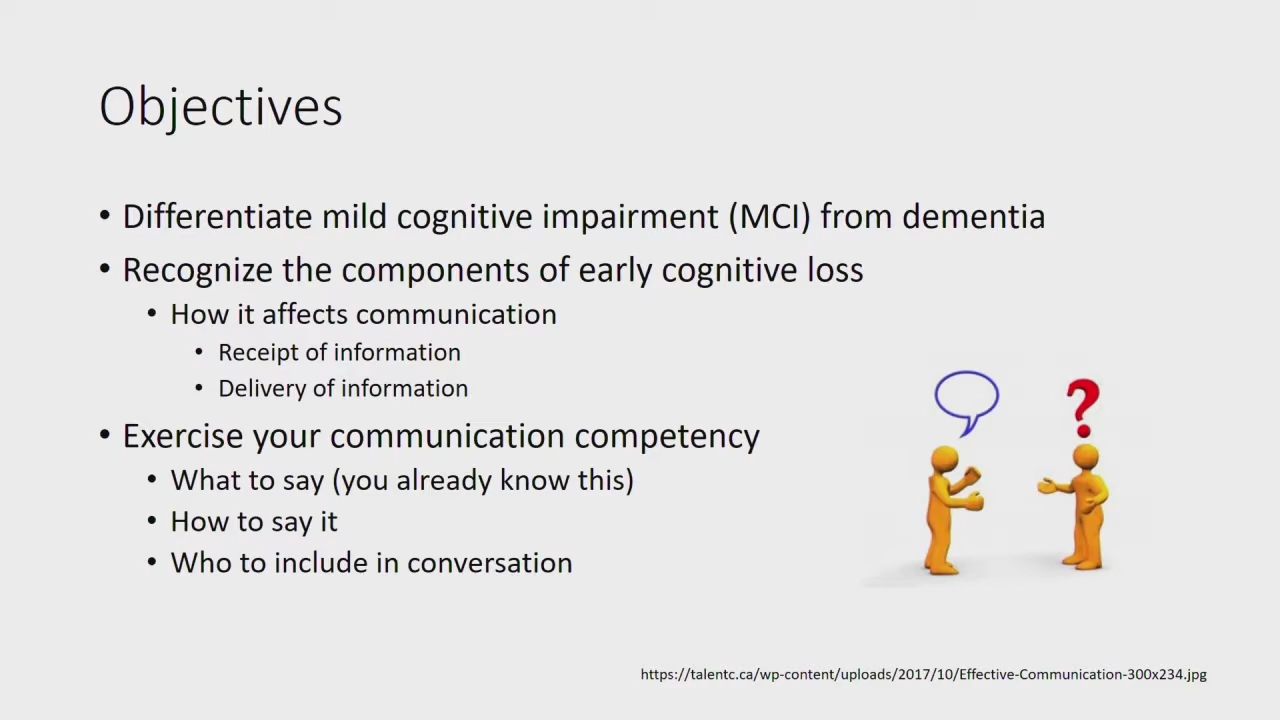 Objectives
• Differentiate mild cognitive impairment (MCI) from dementia
• Recognize the components of early cognitive loss
• How it affects communication
• Receipt of information
• Delivery of information
• Exercise your communication competency
• What to say (you already know this)
• How to say it
• Who to include in conversation
?
https://talentc.ca/wp-content/uploads/2017/10/Effective-Communication-300x234.jpg